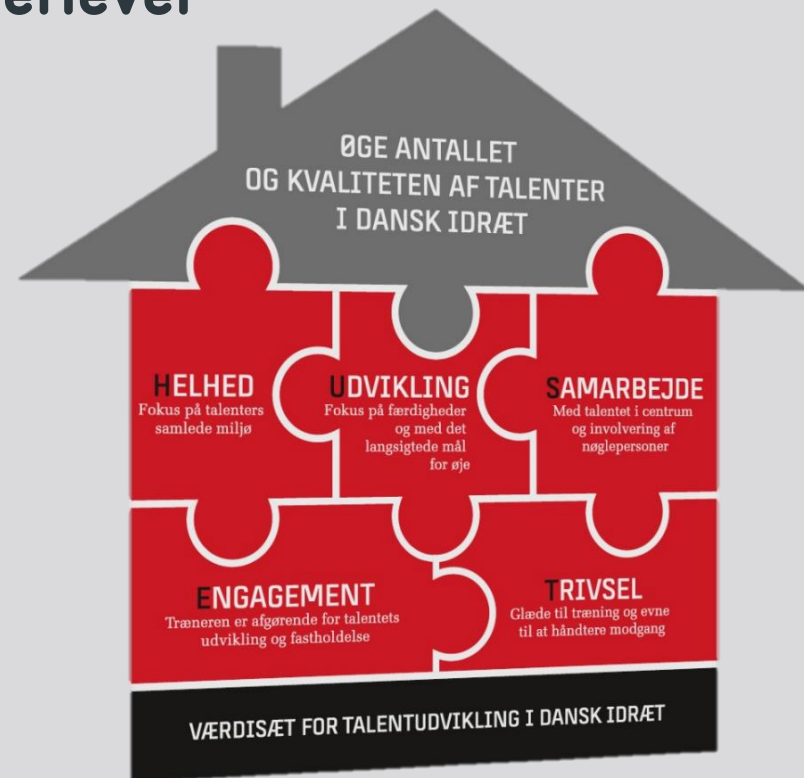 ØGE ANTALLET
OG KVALITETEN AF TALENTER
I DANSK IDRÆT
HELHED
Fokus på talenters
samlede miljø
UDVIKLING
Fokus på færdigheder
og med det
langsigtede mål
for øje
SAMARBEJDE
Med talentet i centrum
og involvering af
nøglepersoner
ENGAGEMENT
Træneren er afgørende for talentets
udvikling og fastholdelse
TRIVSEL
Glæde til træning og evne
til at håndtere modgang
VÆRDISÆT FOR TALENTUDVIKLING I DANSK IDRÆT